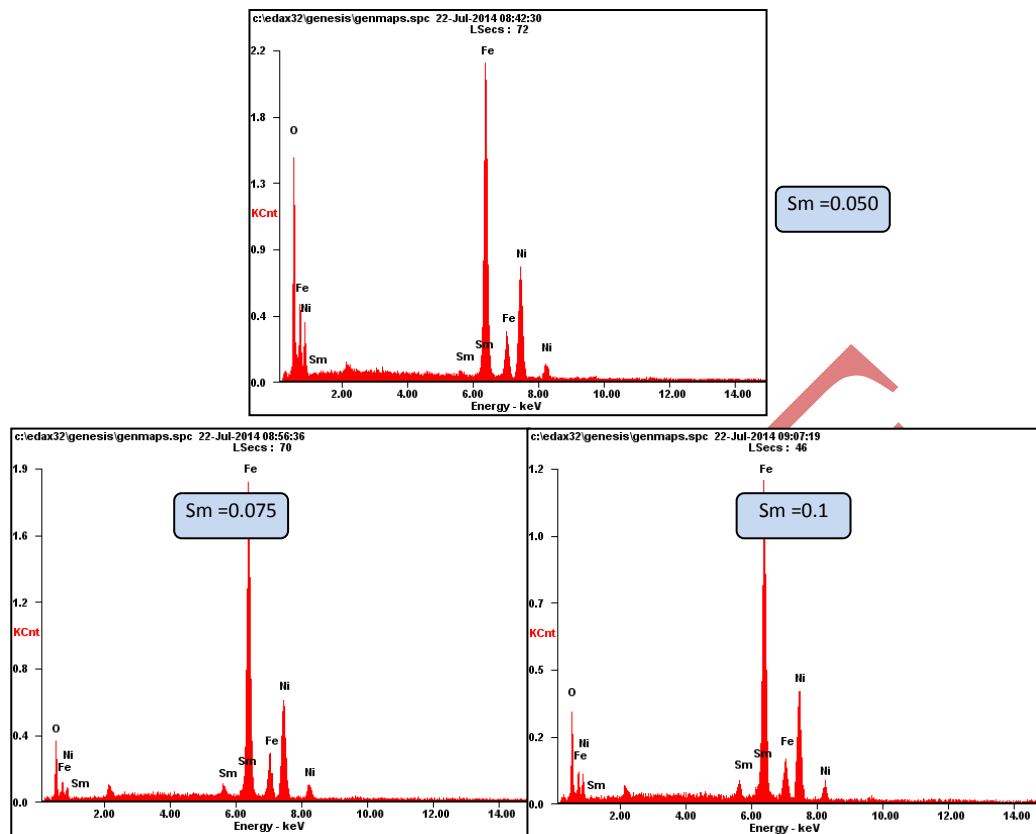 c:\edax32\genesis\genmaps.spc 22-Jul-2014 08:42:30
LSecs : 72
2.2
Fe
1.8
O
1.3
KCnt
0.9
Ni
Fe
Ni
0.4
Fe
Sm
Sm
Sm
Ni
0.0
2.00 4.00 6.00 8.00 10.00 12.00 14.00
Energy - keV
Sm =0.050
c:\edax32\genesis\genmaps.spc 22-Jul-2014 08:56:36
LSecs : 70
1.9
Fe
Sm =0.075
1.6
1.2
KCnt
0.8
Ni
O
Fe
Ni
0.4
Fe
Sm
Sm
Sm
Ni
0.0
2.00 4.00 6.00 8.00 10.00 12.00 14.00
Energy - keV
c:\edax32\genesis\genmaps.spc 22-Jul-2014 09:07:19
LSecs : 46
1.2
Fe
Sm =0.1
1.0
0.7
KCnt
0.5
Ni
O
Ni
Fe
0.2
Fe
Sm
Sm
Sm
Ni
0.0
2.00 4.00 6.00 8.00 10.00 12.00 14.00
Energy - keV